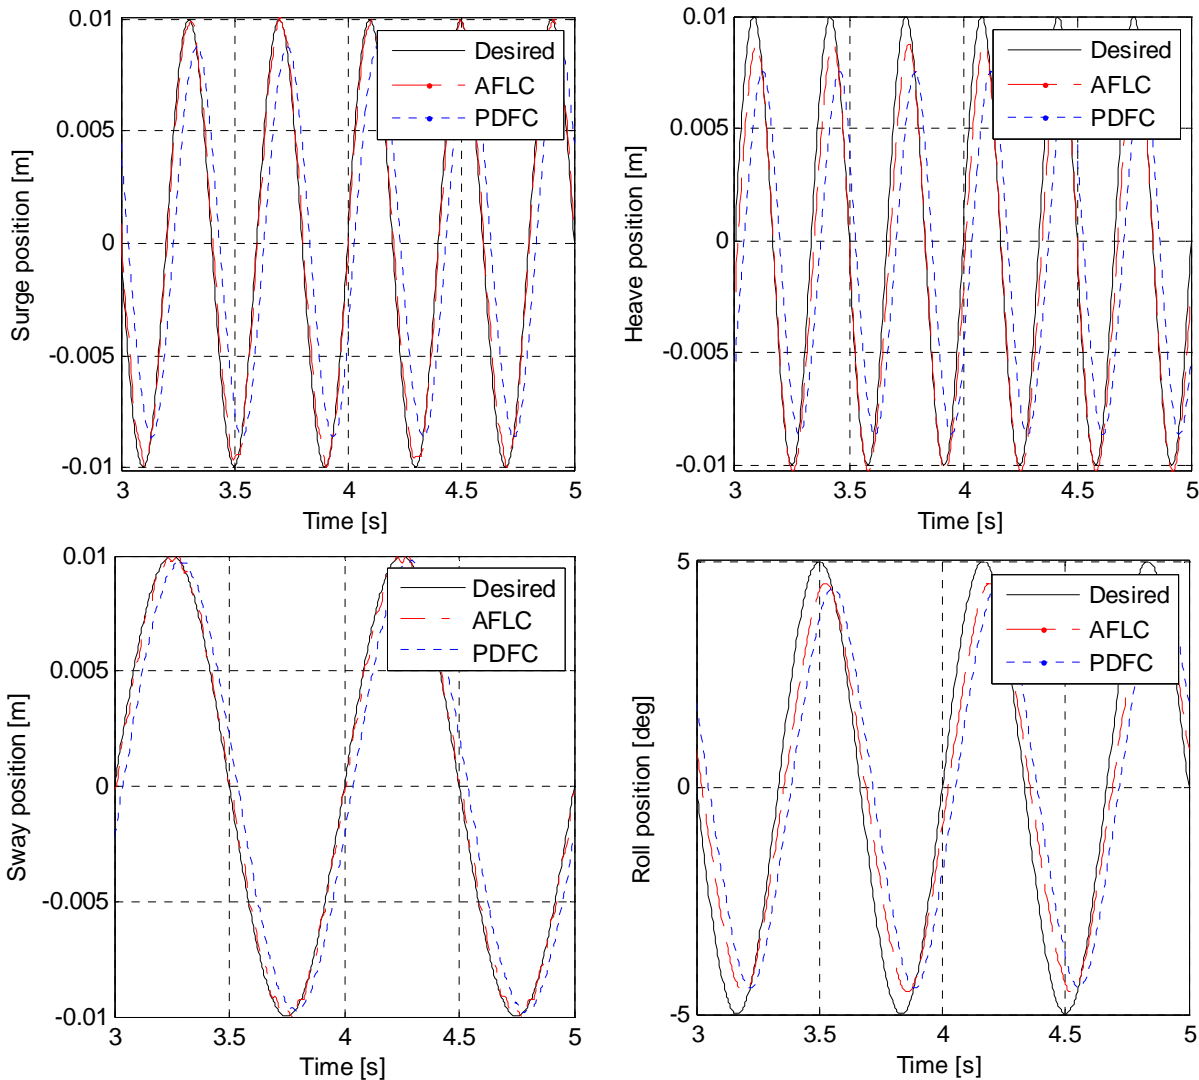 0.01
0.005
0
-0.005
-0.01
Surge position [m]
3
3.5
4
4.5
5
Time [s]
Desired
AFLC
PDFC
0.01
0.005
0
-0.005
-0.01
Heave position [m]
3
3.5
4
4.5
5
Time [s]
Desired
AFLC
PDFC
0.01
0.005
0
-0.005
-0.01
Sway position [m]
3
3.5
4
4.5
5
Time [s]
Desired
AFLC
PDFC
5
0
-5
Roll position [deg]
3
3.5
4
4.5
5
Time [s]
Desired
AFLC
PDFC